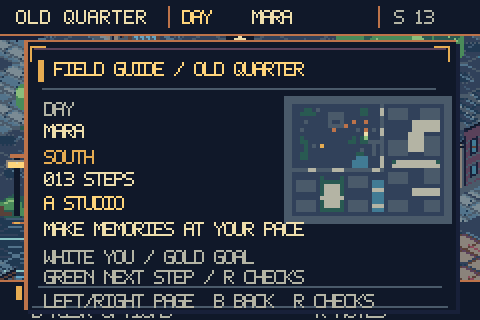 OLD QUARTER DAY MARA S 13
FIELD GUIDE / OLD QUARTER
DAY
MARA
SOUTH
013 STEPS
A STUDIO
MAKE MEMORIES AT YOUR PACE
WHITE YOU / GOLD GOAL
GREEN NEXT STEP / R CHECKS
LEFT/RIGHT PAGE B BACK R CHECKS